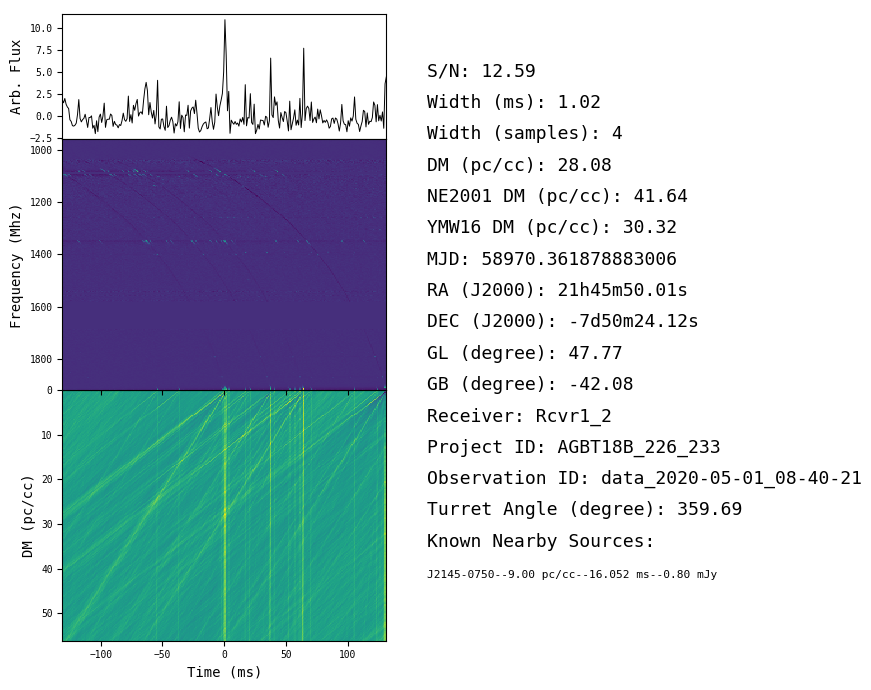 10.0
7.5
5.0
2.5
0.0
−2.5
Arb. Flux
1000
1200
1400
1600
1800
Frequency (Mhz)
0
10
20
30
40
50
DM (pc/cc)
−100
−50
0
50
100
Time (ms)
S/N: 12.59
Width (ms): 1.02
Width (samples): 4
DM (pc/cc): 28.08
NE2001 DM (pc/cc): 41.64
YMW16 DM (pc/cc): 30.32
MJD: 58970.361878883006
RA (J2000): 21h45m50.01s
DEC (J2000): -7d50m24.12s
GL (degree): 47.77
GB (degree): -42.08
Receiver: Rcvr1_2
Project ID: AGBT18B_226_233
Observation ID: data_2020-05-01_08-40-21
Turret Angle (degree): 359.69
Known Nearby Sources:
J2145-0750--9.00 pc/cc--16.052 ms--0.80 mJy